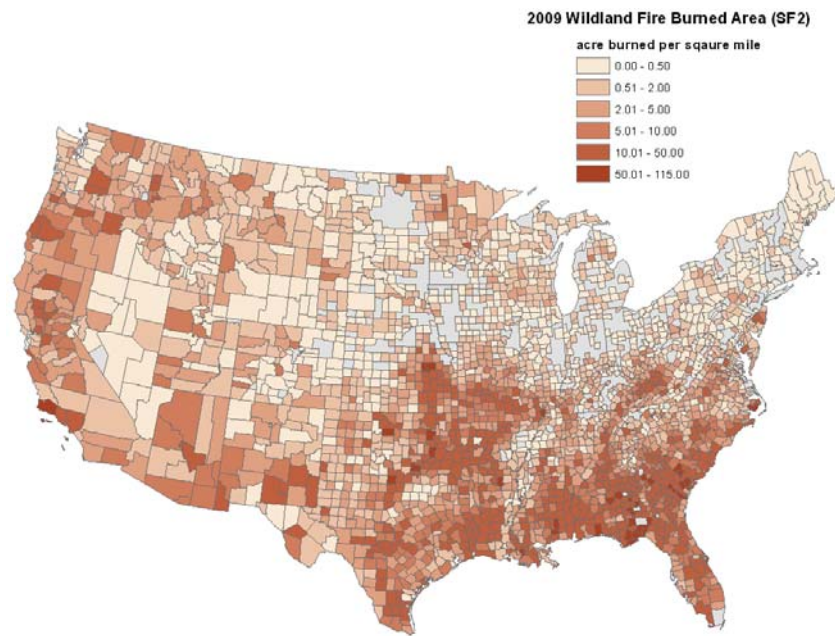 2009 Wildland Fire Burned Area (SF2)
acre burned per sqaure mile
0.00 - 0.50
0.51 - 2.00
2.01 - 5.00
5.01 - 10.00
10.01 - 50.00
50.01 - 115.00